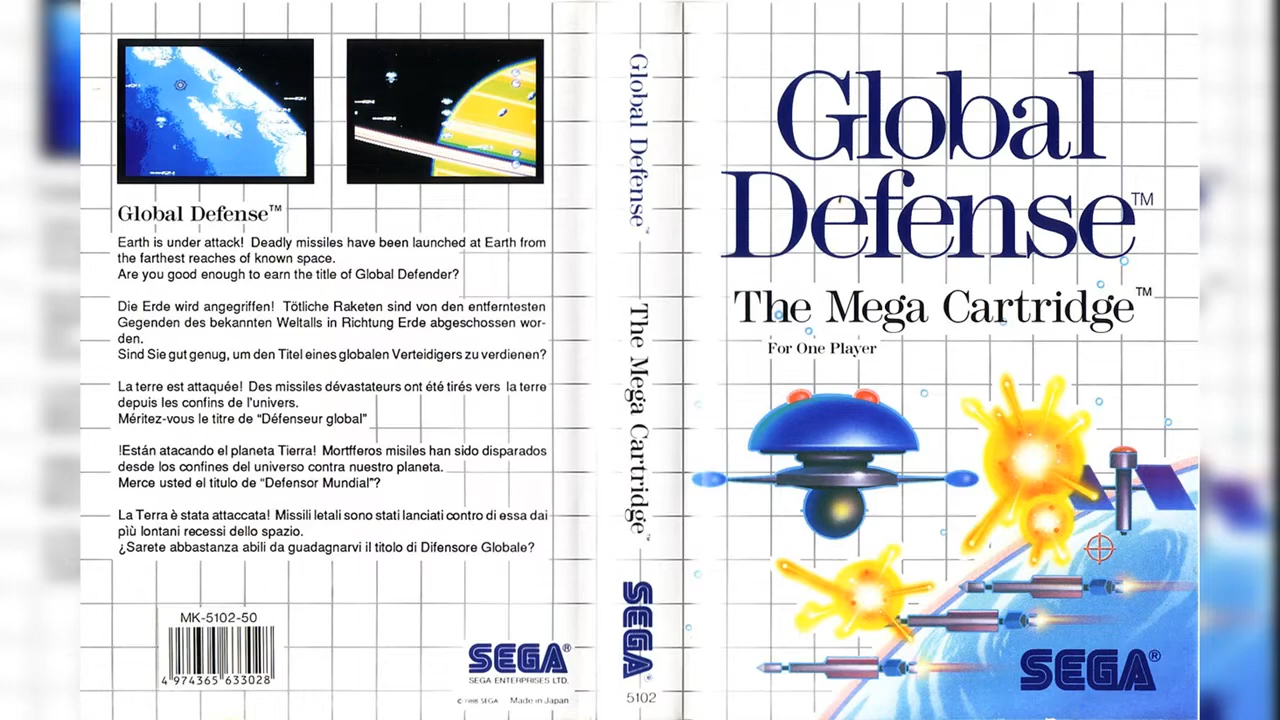 Global Defense™
Earth is under attack! Deadly missiles have been launched at Earth from
the farthest reaches of known space.
Are you good enough to earn the title of Global Defender?
Die Erde wird angegriffen! Tötliche Raketen sind von den entferntesten
Gegenden des bekannten Weltalls in Richtung Erde abgeschossen wor-
den.
Sind Sie gut genug, um den Titel eines globalen Verteidigers zu verdienen?
La terre est attaquée! Des missiles dévastateurs ont été tirés vers la terre
depuis les confins de l'univers.
Méritez-vous le titre de “Défenseur global”
!Están atacando el planeta Tierra! Mortfferos misiles han sido disparados
desde los confines del universo contra nuestro planeta.
Merce usted el titulo de “Defensor Mundial”?
La Terra è stata attaccata! Missili letali sono stati lanciati contro di essa dai
più lontani recessi dello spazio.
¿Sarete abbastanza abili da guadagnarvi il titolo di Difensore Globale?
MK-5102-50
4 974365 633028
SEGA®
SEGA ENTERPRISES LTD.
SEGA Made in Japan
Global Defense™
The Mega Cartridge™
SEGA®
5102
Global
Defense™
The Mega Cartridge™
For One Player
SEGA®